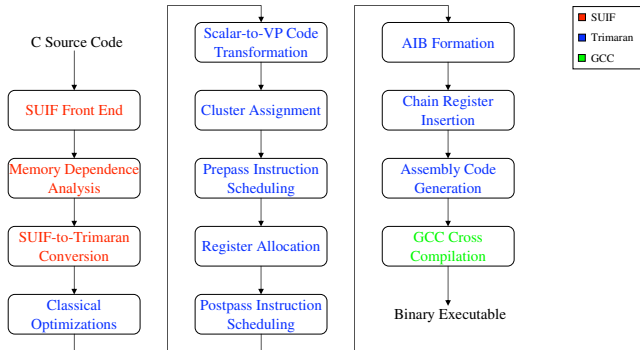 C Source Code
SUIF Front End
Memory Dependence
Analysis
SUIF-to-Trimaran
Conversion
Classical
Optimizations
Scalar-to-VP Code
Transformation
Cluster Assignment
Prepass Instruction
Scheduling
Register Allocation
Postpass Instruction
Scheduling
AIB Formation
Chain Register
Insertion
Assembly Code
Generation
GCC Cross
Compilation
Binary Executable
SUIF
Trimaran
GCC